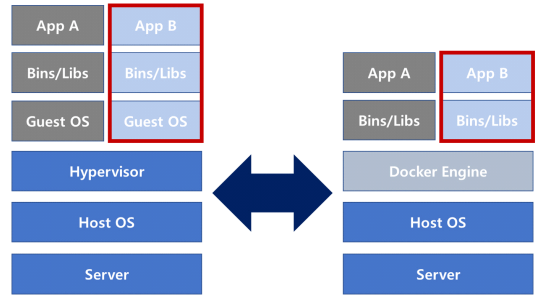 App A
App B
Bins/Libs
Bins/Libs
Guest OS
Guest OS
Hypervisor
Host OS
Server
App A
App B
Bins/Libs
Bins/Libs
Docker Engine
Host OS
Server